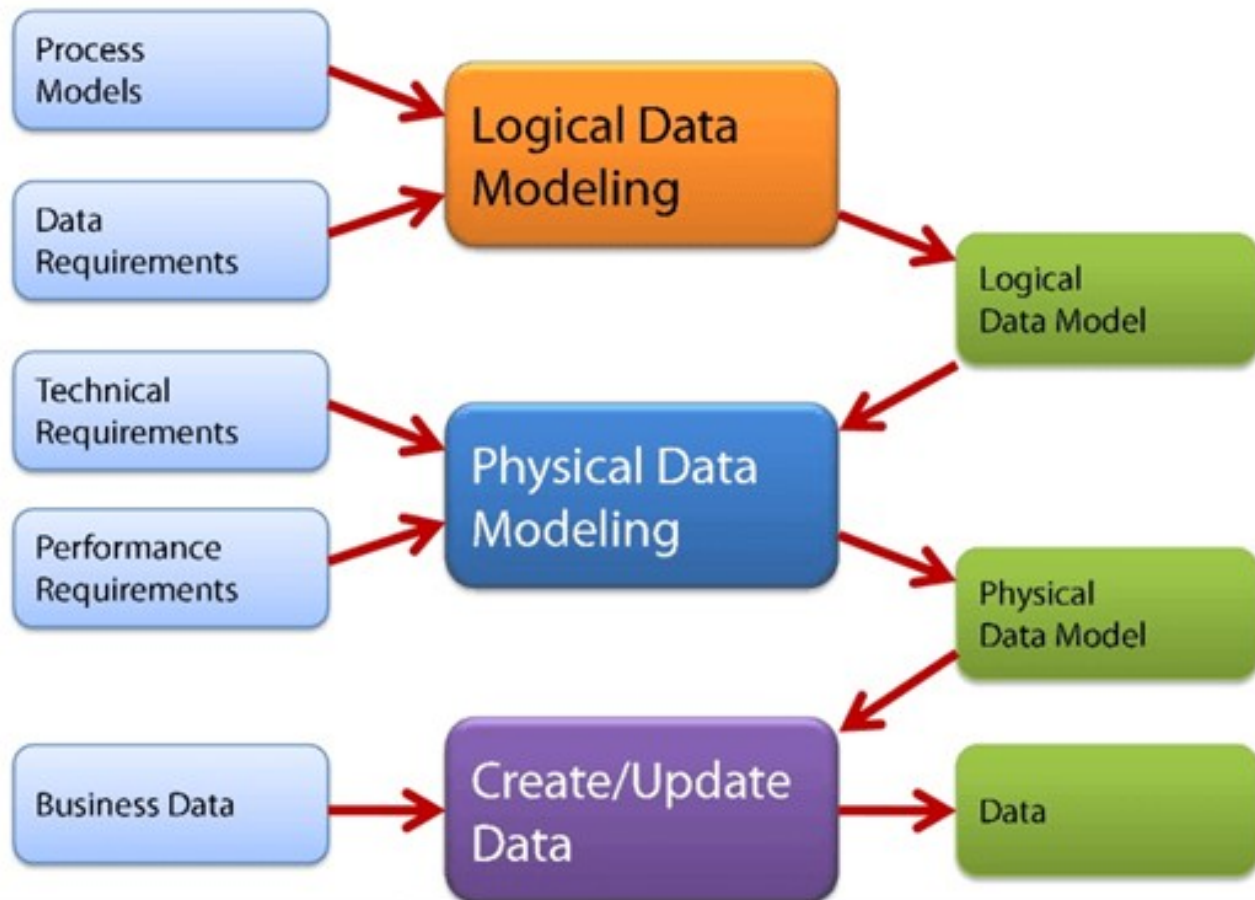 Process
Models
Logical Data
Modeling
Data
Requirements
Logical
Data Model
Technical
Requirements
Physical Data
Modeling
Performance
Requirements
Physical
Data Model
Business Data
Create/Update
Data
Data